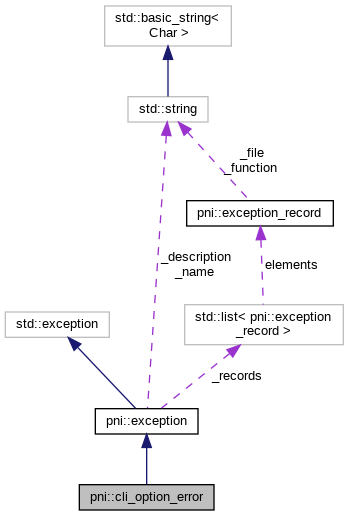 std::basic_string<
Char >
std::string
_file
_function
pni::exception_record
_description
_name
elements
std::exception
std::list< pni::exception
_record >
_records
pni::exception
pni::cli_option_error